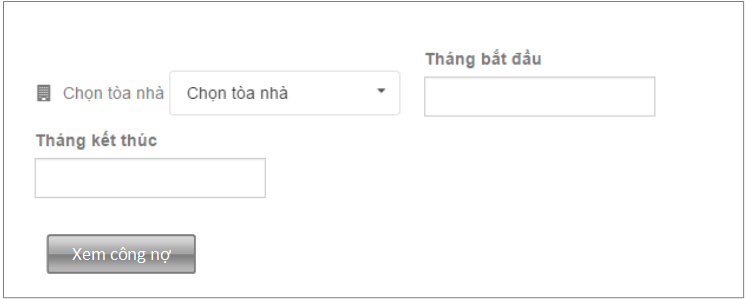 Tháng bắt đầu
Chọn tòa nhà Chọn tòa nhà
Tháng kết thúc
Xem công nợ